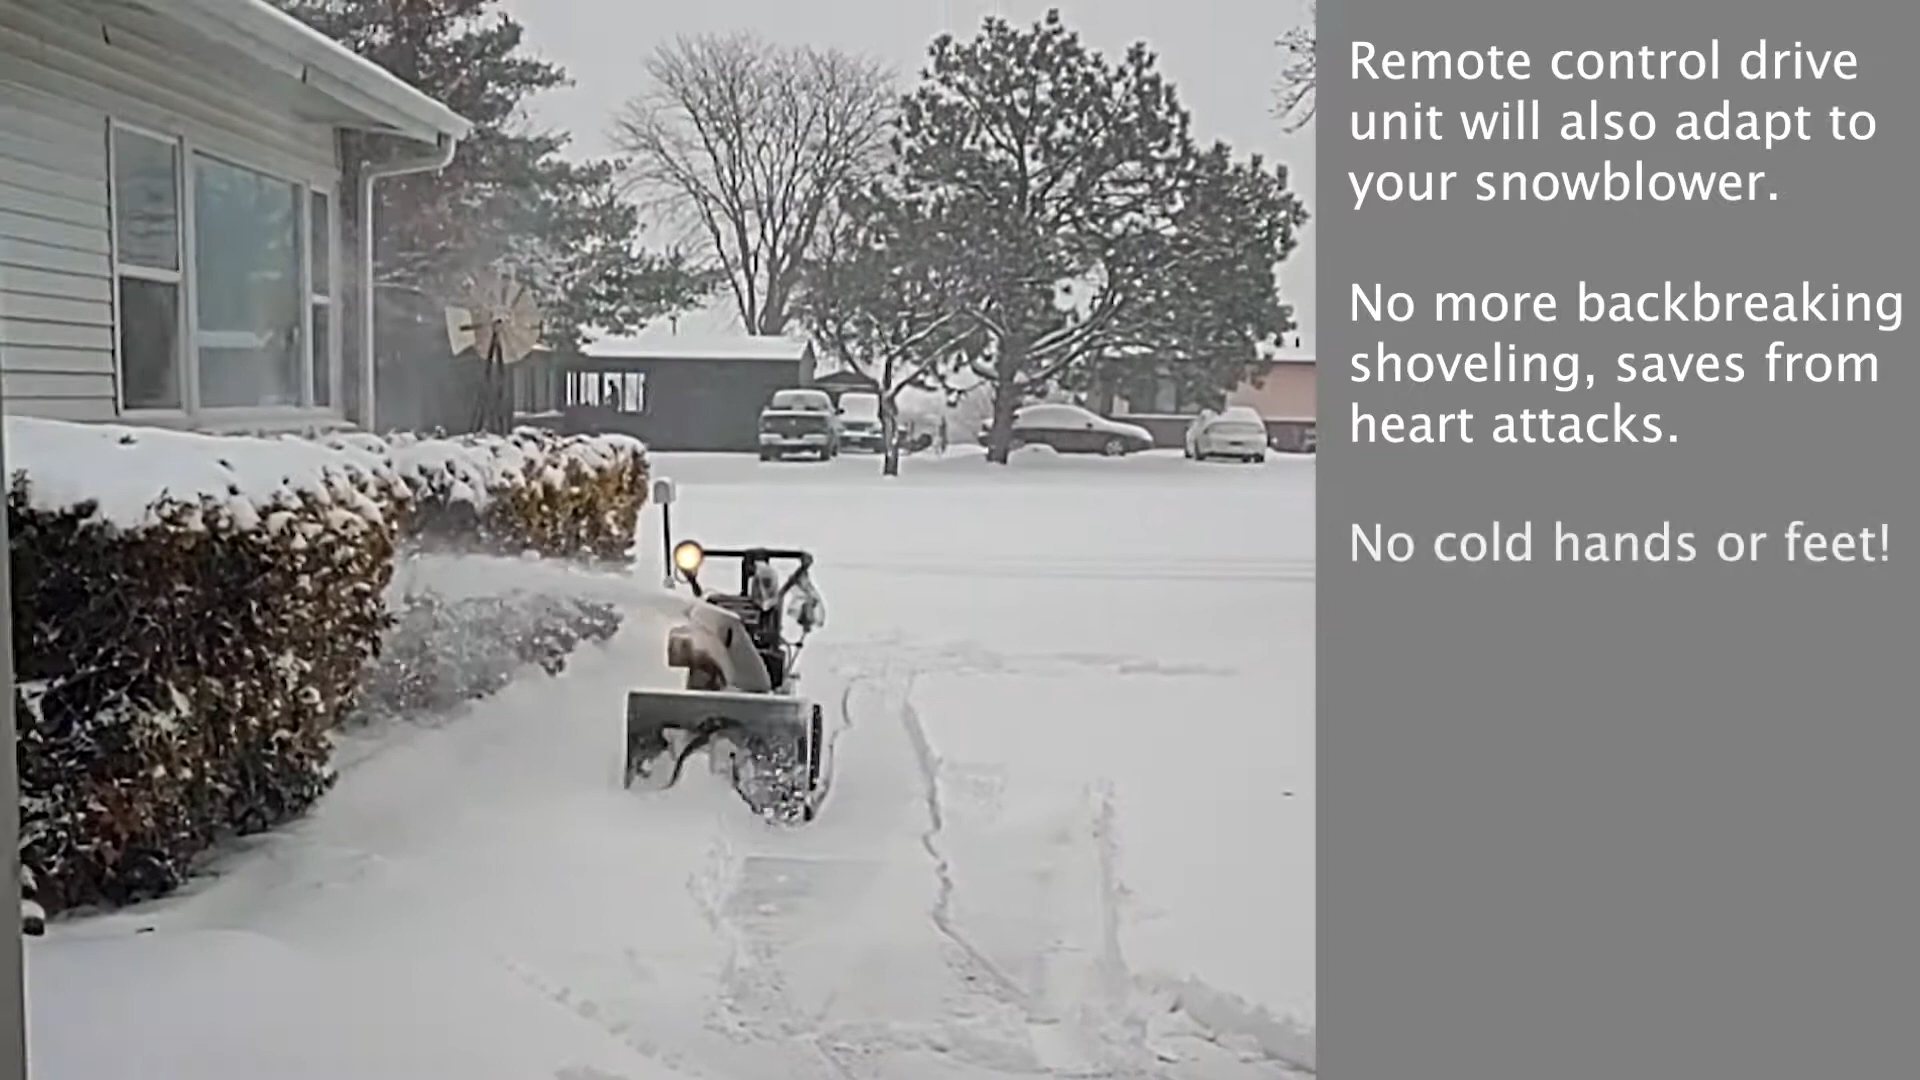 Remote control drive
unit will also adapt to
your snowblower.
No more backbreaking
shoveling, saves from
heart attacks.
No cold hands or feet!